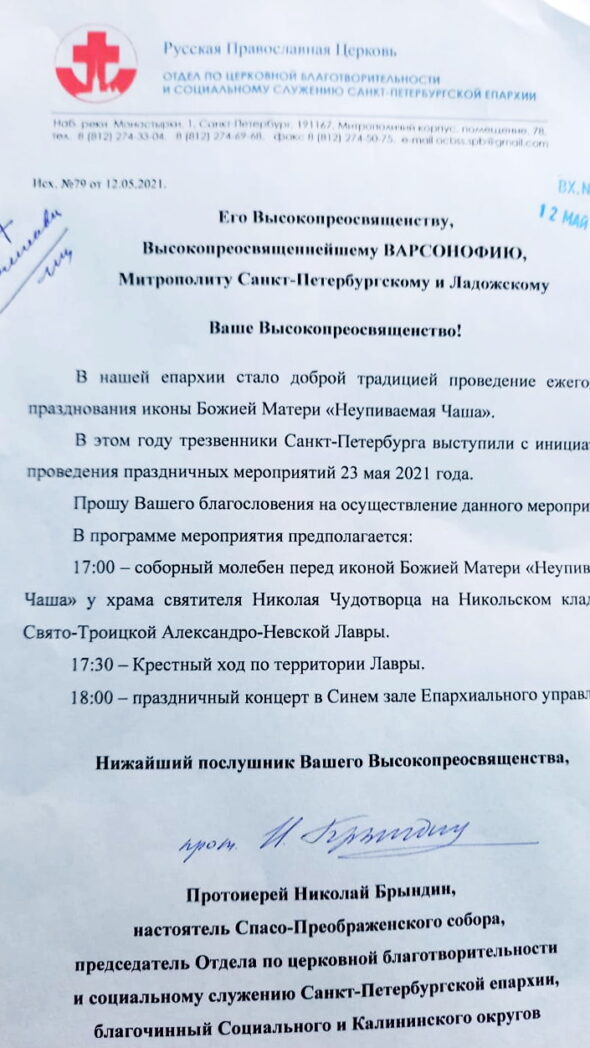 Русская Православная Церковь
ОТДЕЛ ПО ЦЕРКОВНОЙ БЛАГОТВОРИТЕЛЬНОСТИ
И СОЦИАЛЬНОМУ СЛУЖЕНИЮ САНКТ-ПЕТЕРБУРГСКОЙ ЕПАРХИИ
Наб. реки Монастырки, 1, Санкт-Петербург, 191167, Митрополичий корпус, помещение, 78,
тел. 8 (812) 274-33-04, 8 (812) 274-69-68, факс 8 (812) 274-50-75, e-mail ocbss.spb@gmail.com
Исх. №79 от 12.05.2021.
ВХ.N
12 МАЙ
Его Высокопреосвященству,
Высокопреосвященнейшему ВАРСОНОФИЮ,
Митрополиту Санкт-Петербургскому и Ладожскому
Ваше Высокопреосвященство!
В нашей епархии стало доброй традицией проведение ежего
празднования иконы Божией Матери «Неупиваемая Чаша».
В этом году трезвенники Санкт-Петербурга выступили с инициа
проведения праздничных мероприятий 23 мая 2021 года.
Прошу Вашего благословения на осуществление данного меропри
В программе мероприятия предполагается:
17:00 – соборный молебен перед иконой Божией Матери «Неупив
Чаша» у храма святителя Николая Чудотворца на Никольском клад
Свято-Троицкой Александро-Невской Лавры.
17:30 – Крестный ход по территории Лавры.
18:00 – праздничный концерт в Синем зале Епархиального управл
Нижайший послушник Вашего Высокопреосвященства,
прот. Н. Брындин
Протоиерей Николай Брындин,
настоятель Спасо-Преображенского собора,
председатель Отдела по церковной благотворительности
и социальному служению Санкт-Петербургской епархии,
благочинный Социального и Калининского округов